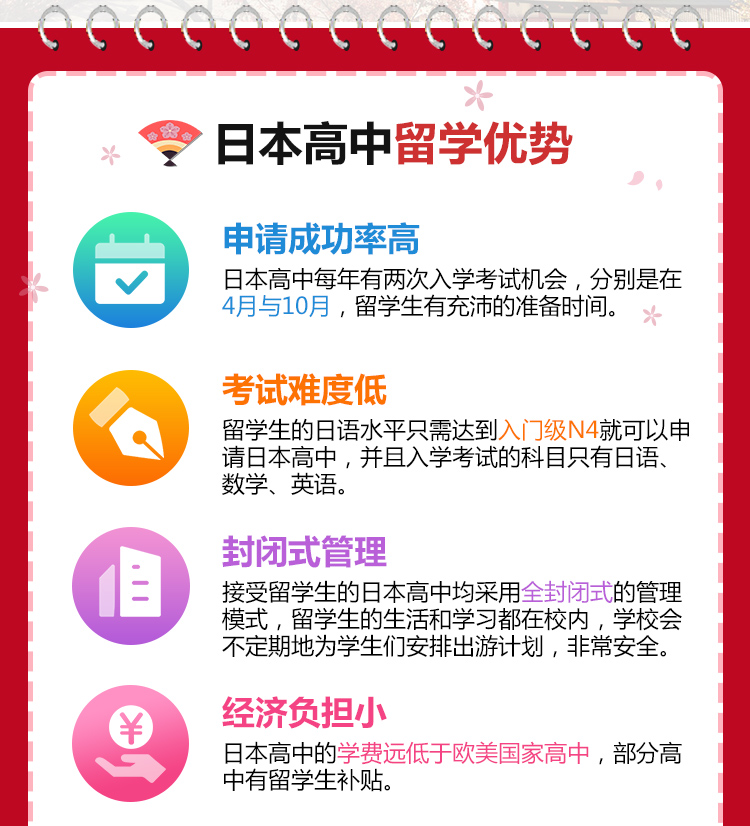 日本高中留学优势
申请成功率高
日本高中每年有两次入学考试机会，分别是在
4月与10月，留学生有充沛的准备时间。
考试难度低
留学生的日语水平只需达到入门级N4就可以申
请日本高中，并且入学考试的科目只有日语、
数学、英语。
封闭式管理
接受留学生的日本高中均采用全封闭式的管理
模式，留学生的生活和学习都在校内，学校会
不定期地为学生们安排出游计划，非常安全。
¥
经济负担小
日本高中的学费远低于欧美国家高中，部分高
中有留学生补贴。